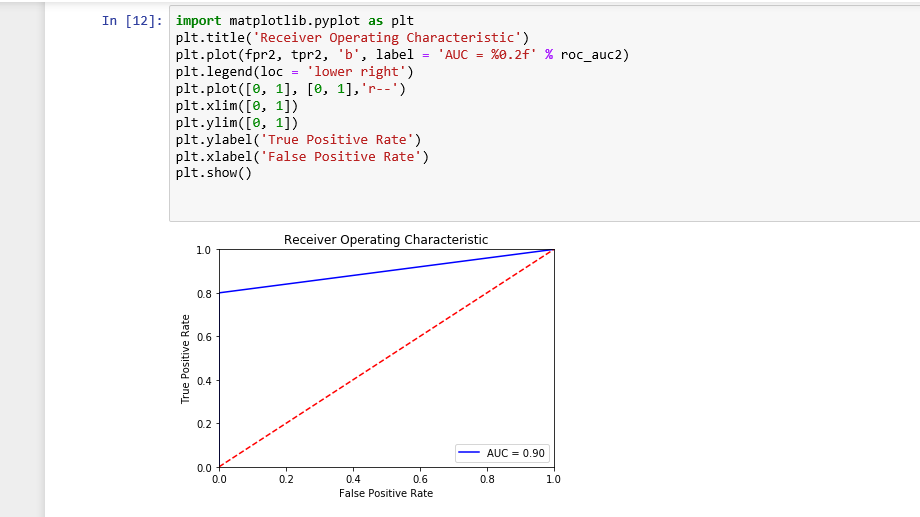 In [12]: import matplotlib.pyplot as plt
plt.title('Receiver Operating Characteristic')
plt.plot(fpr2, tpr2, 'b', label = 'AUC = %0.2f' % roc_auc2)
plt.legend(loc = 'lower right')
plt.plot([0, 1], [0, 1],'r--')
plt.xlim([0, 1])
plt.ylim([0, 1])
plt.ylabel('True Positive Rate')
plt.xlabel('False Positive Rate')
plt.show()
Receiver Operating Characteristic
1.0
0.8
0.6
0.4
0.2
0.0
True Positive Rate
AUC = 0.90
0.0 0.2 0.4 0.6 0.8 1.0
False Positive Rate